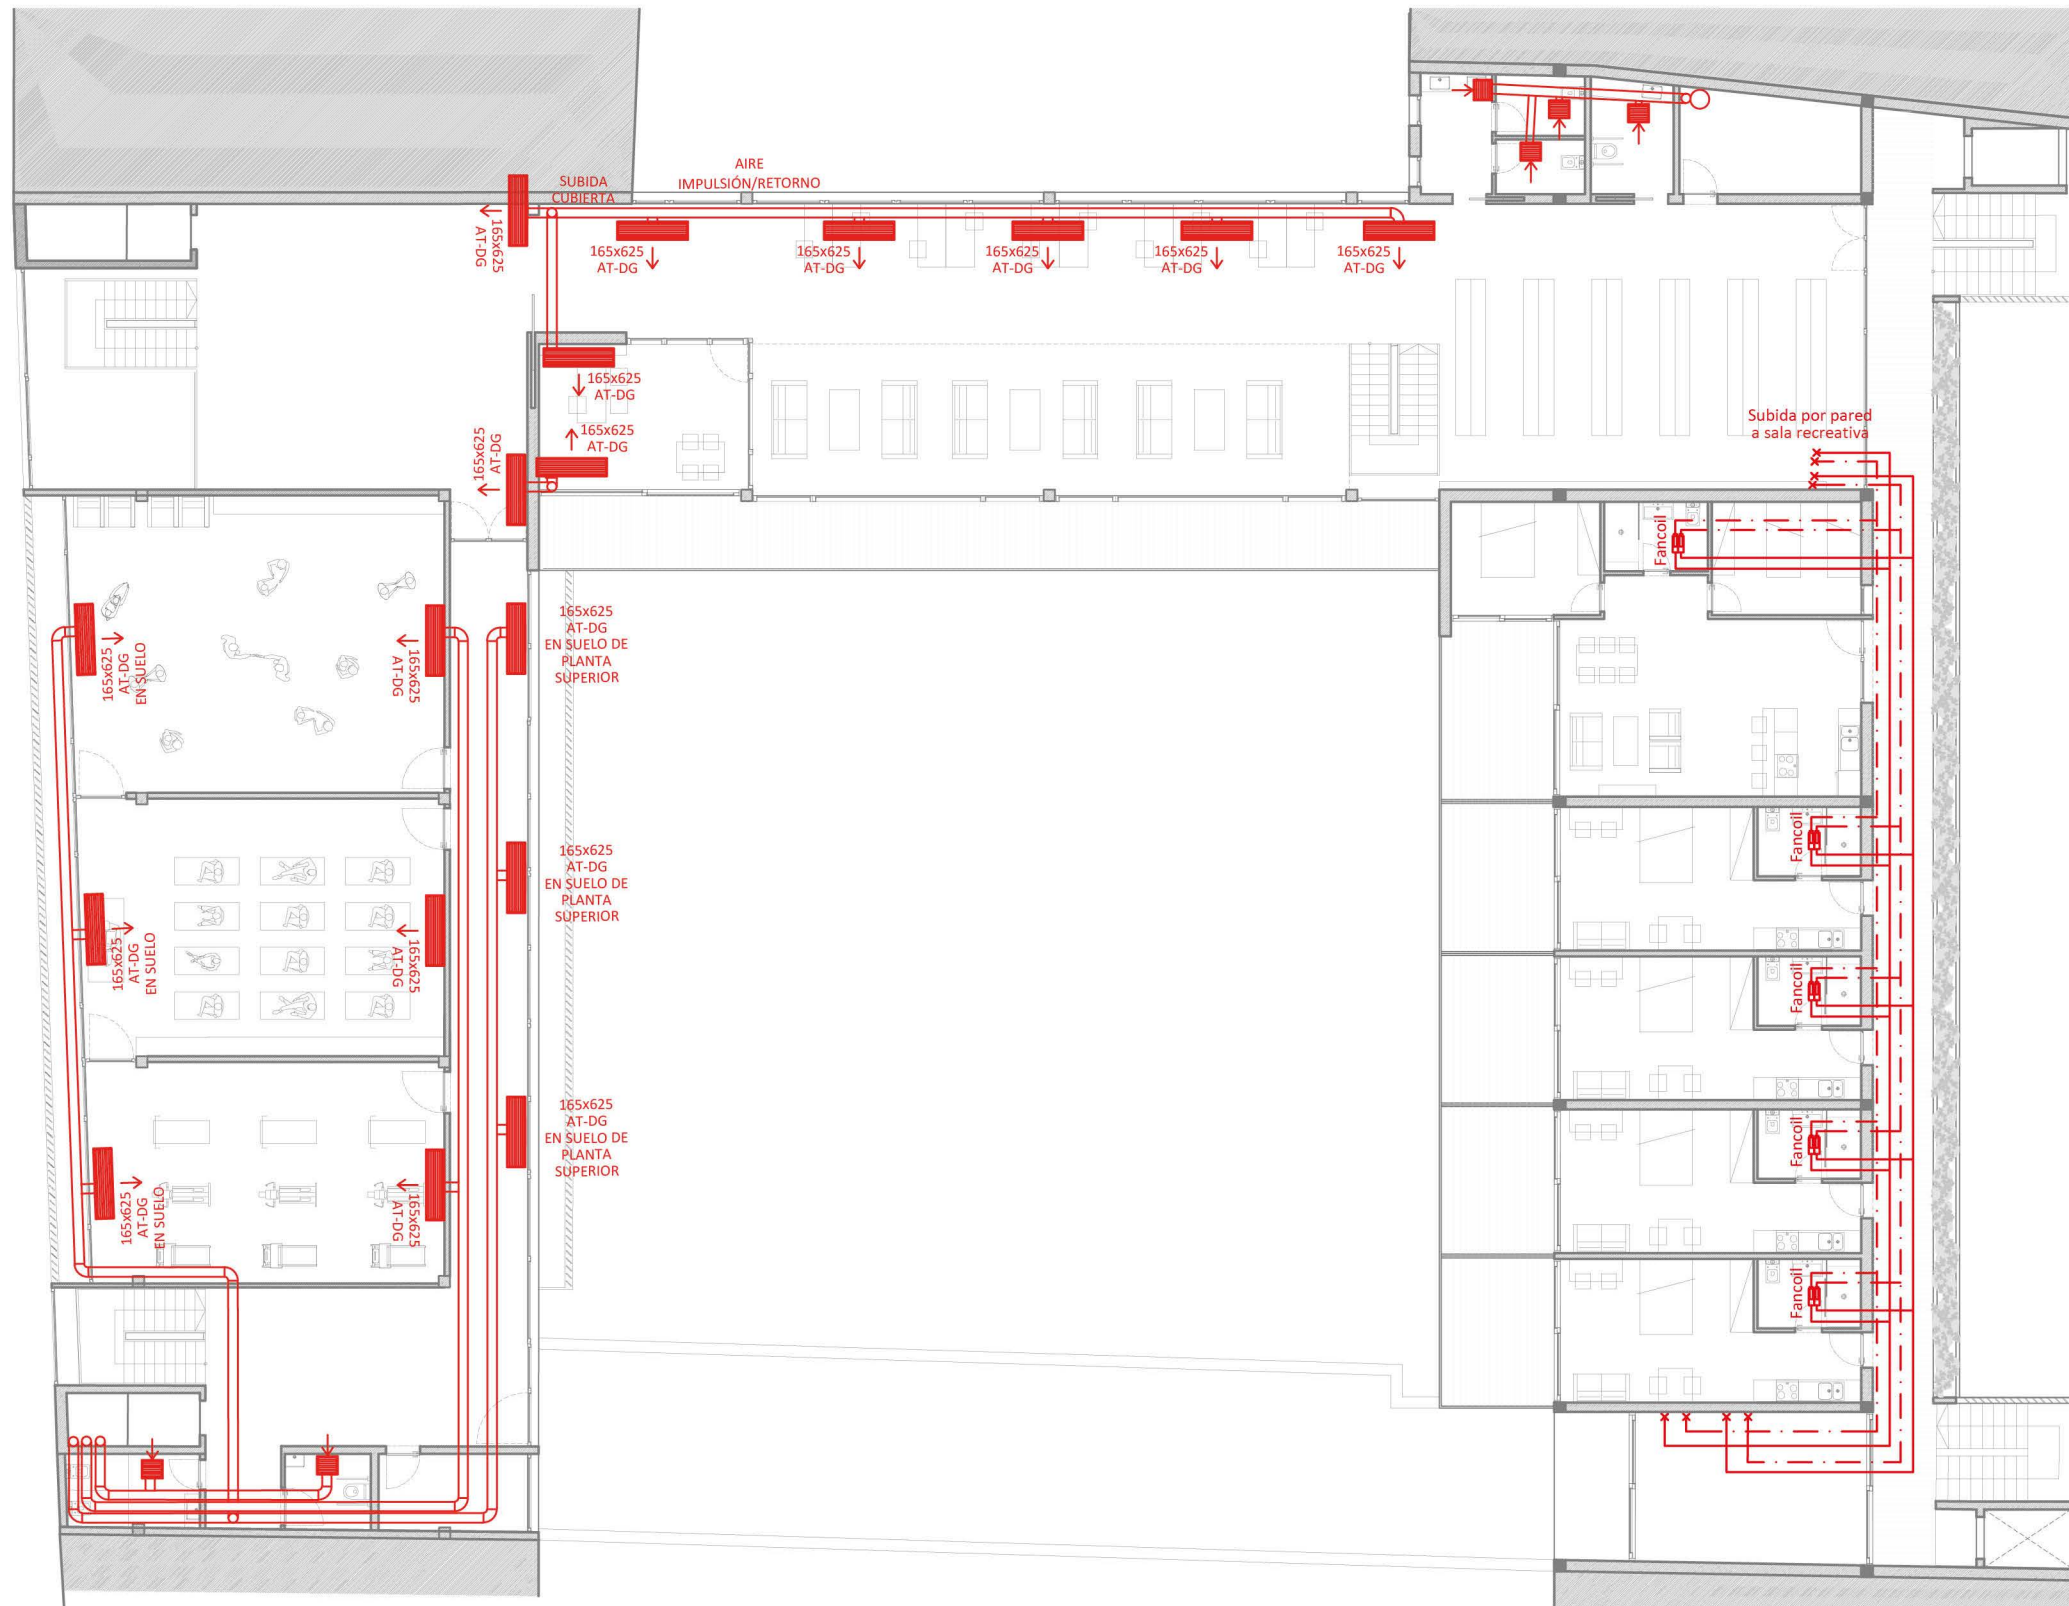 AIRE
IMPULSIÓN/RETORNO
SUBIDA
CUBIERTA
165x625
AT-DG
165x625
AT-DG
165x625
AT-DG
165x625
AT-DG
165x625
AT-DG
165x625
AT-DG
165x625
AT-DG
165x625
AT-DG
165x625
AT-DG
Subida por pared
a sala recreativa
Fancoil
165x625
AT-DG
EN SUELO
165x625
AT-DG
165x625
AT-DG
EN SUELO DE
PLANTA
SUPERIOR
Fancoil
165x625
AT-DG
EN SUELO
165x625
AT-DG
165x625
AT-DG
EN SUELO DE
PLANTA
SUPERIOR
Fancoil
165x625
AT-DG
EN SUELO DE
PLANTA
SUPERIOR
Fancoil
165x625
AT-DG
EN SUELO
165x625
AT-DG
Fancoil